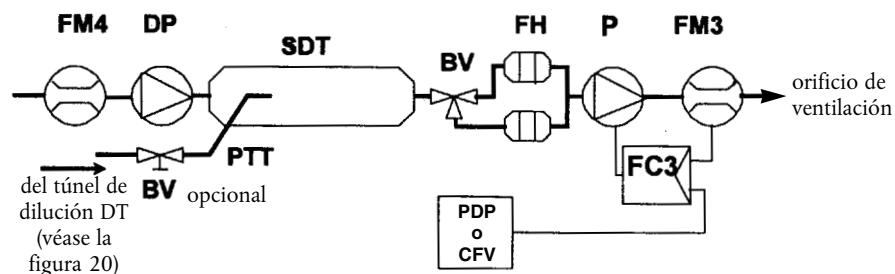 FM4
DP
SDT
BV
FH
P
FM3
orificio de
ventilación
PTT
BV
opcional
FC3
del túnel de
dilución DT
(véase la
figura 20)
PDP
o
CFV